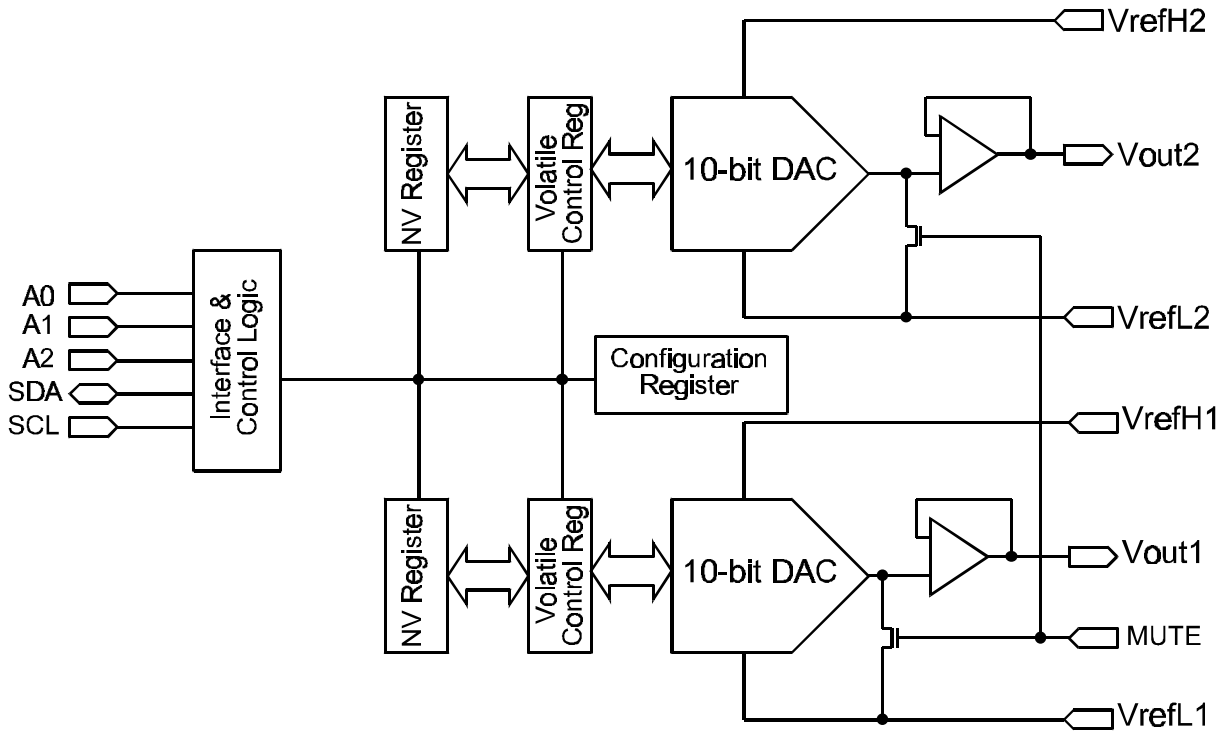 VrefH2
NV Register
Volatile
Control Reg
10-bit DAC
Vout2
A0
A1
A2
SDA
SCL
Interface &
Control Logic
VrefL2
Configuration
Register
VrefH1
NV Register
Volatile
Control Reg
10-bit DAC
Vout1
MUTE
VrefL1